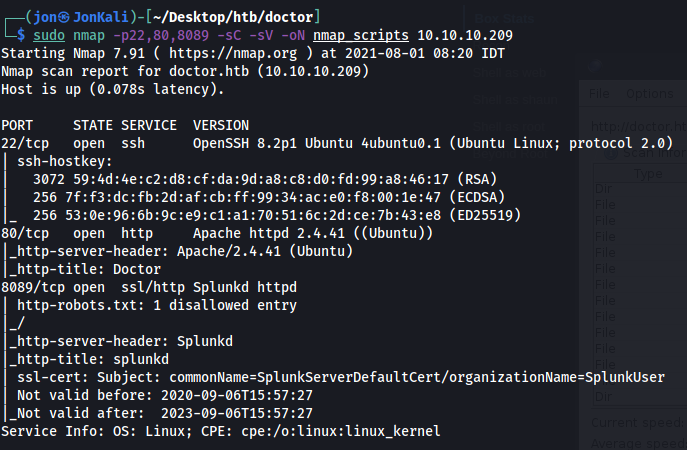 (jon㉿JonKali)-[~/Desktop/htb/doctor]
$ sudo nmap -p22,80,8089 -sC -sV -oN nmap_scripts 10.10.10.209
Starting Nmap 7.91 ( https://nmap.org ) at 2021-08-01 08:20 IDT
Nmap scan report for doctor.htb (10.10.10.209)
Host is up (0.078s latency).
PORT     STATE SERVICE  VERSION
22/tcp   open  ssh      OpenSSH 8.2p1 Ubuntu 4ubuntu0.1 (Ubuntu Linux; protocol 2.0)
| ssh-hostkey:
|   3072 59:4d:4e:c2:d8:cf:da:9d:a8:c8:d0:fd:99:a8:46:17 (RSA)
|   256 7f:f3:dc:fb:2d:af:cb:ff:99:34:ac:e0:f8:00:1e:47 (ECDSA)
|_  256 53:0e:96:6b:9c:e9:c1:a1:70:51:6c:2d:ce:7b:43:e8 (ED25519)
80/tcp   open  http     Apache httpd 2.4.41 ((Ubuntu))
|_http-server-header: Apache/2.4.41 (Ubuntu)
|_http-title: Doctor
8089/tcp open  ssl/http Splunkd httpd
| http-robots.txt: 1 disallowed entry
|_/
|_http-server-header: Splunkd
|_http-title: splunkd
| ssl-cert: Subject: commonName=SplunkServerDefaultCert/organizationName=SplunkUser
| Not valid before: 2020-09-06T15:57:27
|_Not valid after:  2023-09-06T15:57:27
Service Info: OS: Linux; CPE: cpe:/o:linux:linux_kernel
File Options
Type
Dir
File
File
File
File
File
File
File
File
File
File
Dir
Current speed
Average speed